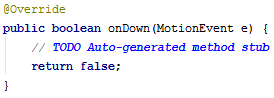 @Override
public boolean onDown(MotionEvent e) {
    // TODO Auto-generated method stub
    return false;
}